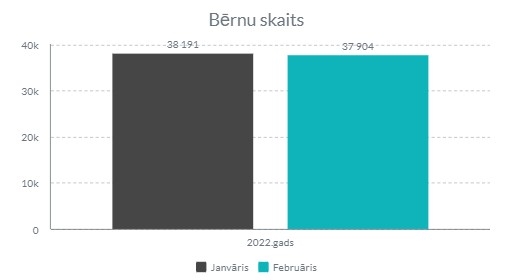 Bērnu skaits
38 191
37 904
40k
30k
20k
10k
0
2022.gads
Janvāris Februāris